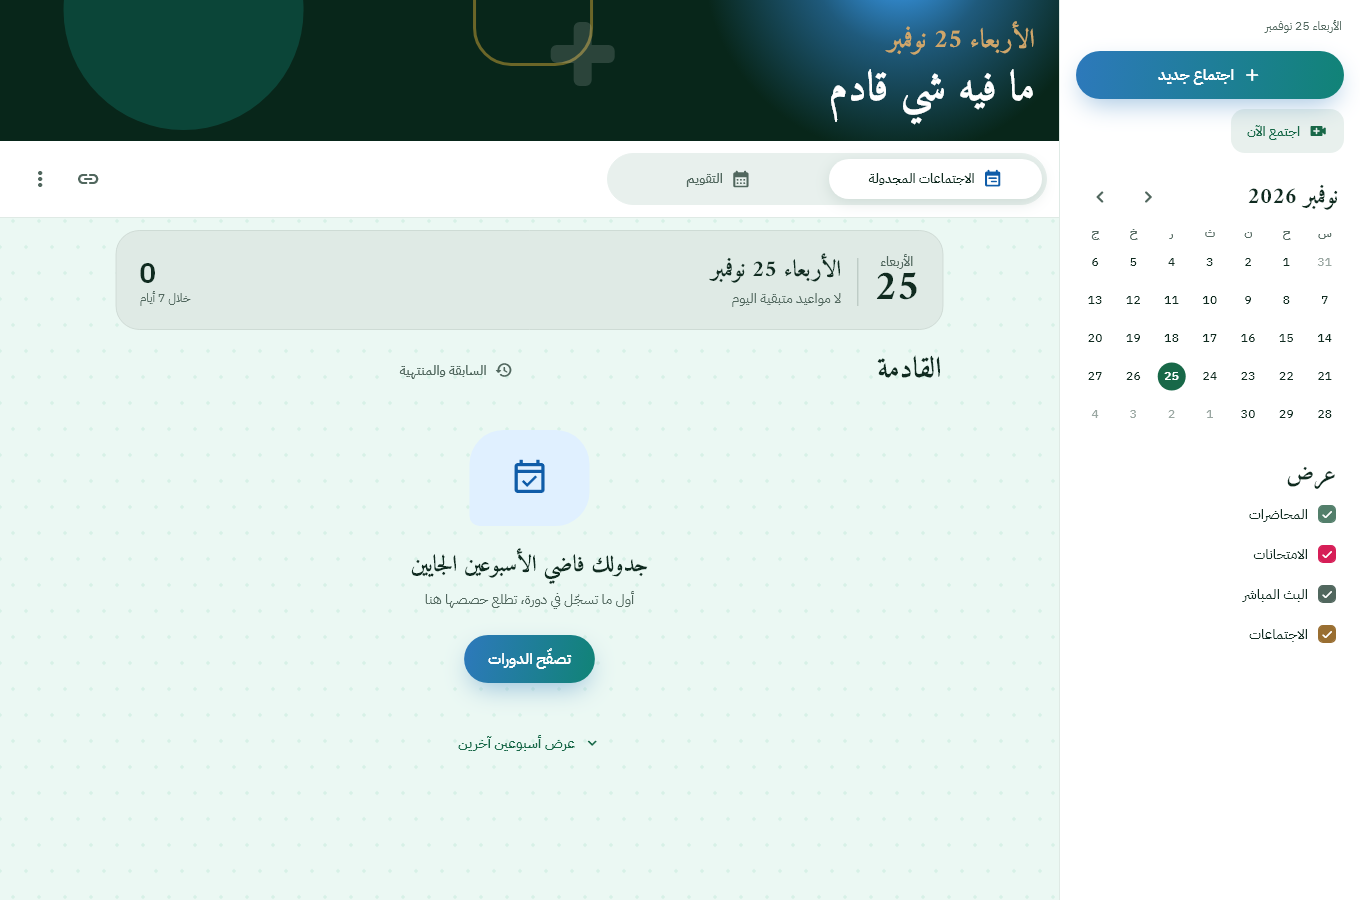 الأربعاء 25 نوفمبر
اجتماع جديد
اجتمع الآن
نوفمبر 2026
س ح ن ث ر خ ج
31 1 2 3 4 5 6
7 8 9 10 11 12 13
14 15 16 17 18 19 20
21 22 23 24 25 26 27
28 29 30 1 2 3 4
عرض
المحاضرات
الامتحانات
البث المباشر
الاجتماعات
الأربعاء 25 نوفمبر
ما فيه شي قادم
الاجتماعات المجدولة
التقويم
الأربعاء
25
الأربعاء 25 نوفمبر
لا مواعيد متبقية اليوم
0
خلال 7 أيام
القادمة
السابقة والمنتهية
جدولك فاضي الأسبوعين الجايين
أول ما تسجّل في دورة، تطلع حصصها هنا
تصفّح الدورات
عرض أسبوعين آخرين